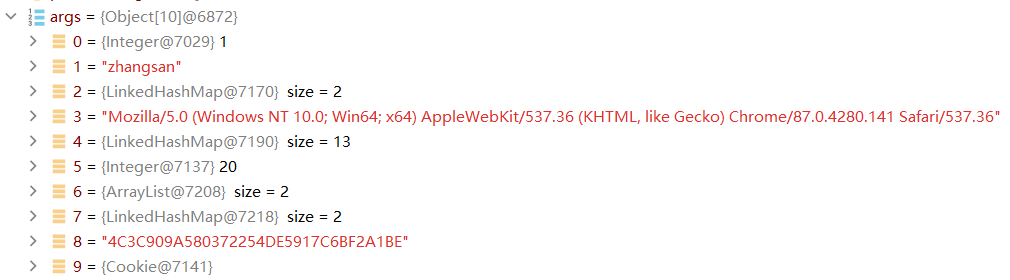 args = {Object[10]@6872}
0 = {Integer@7029} 1
1 = "zhangsan"
2 = {LinkedHashMap@7170} size = 2
3 = "Mozilla/5.0 (Windows NT 10.0; Win64; x64) AppleWebKit/537.36 (KHTML, like Gecko) Chrome/87.0.4280.141 Safari/537.36"
4 = {LinkedHashMap@7190} size = 13
5 = {Integer@7137} 20
6 = {ArrayList@7208} size = 2
7 = {LinkedHashMap@7218} size = 2
8 = "4C3C909A580372254DE5917C6BF2A1BE"
9 = {Cookie@7141}